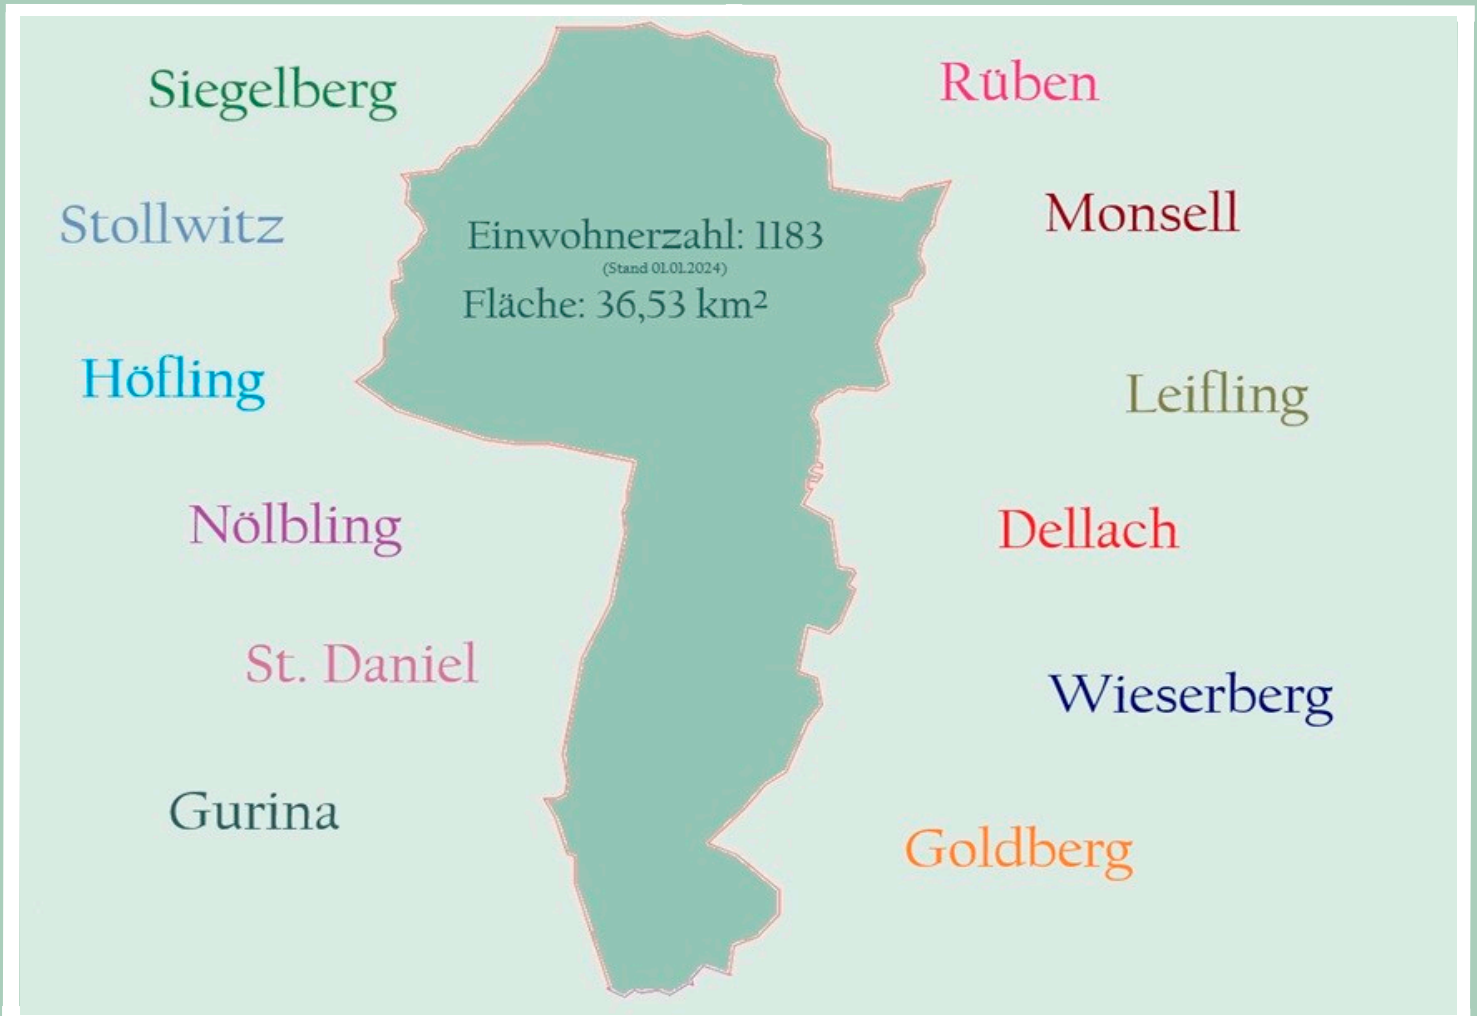 Siegelberg
Rüben
Stollwitz
Monsell
Einwohnerzahl: 1183
(Stand 01.01.2024)
Fläche: 36,53 km²
Höfling
Leifling
Nölbling
Dellach
St. Daniel
Wieserberg
Gurina
Goldberg